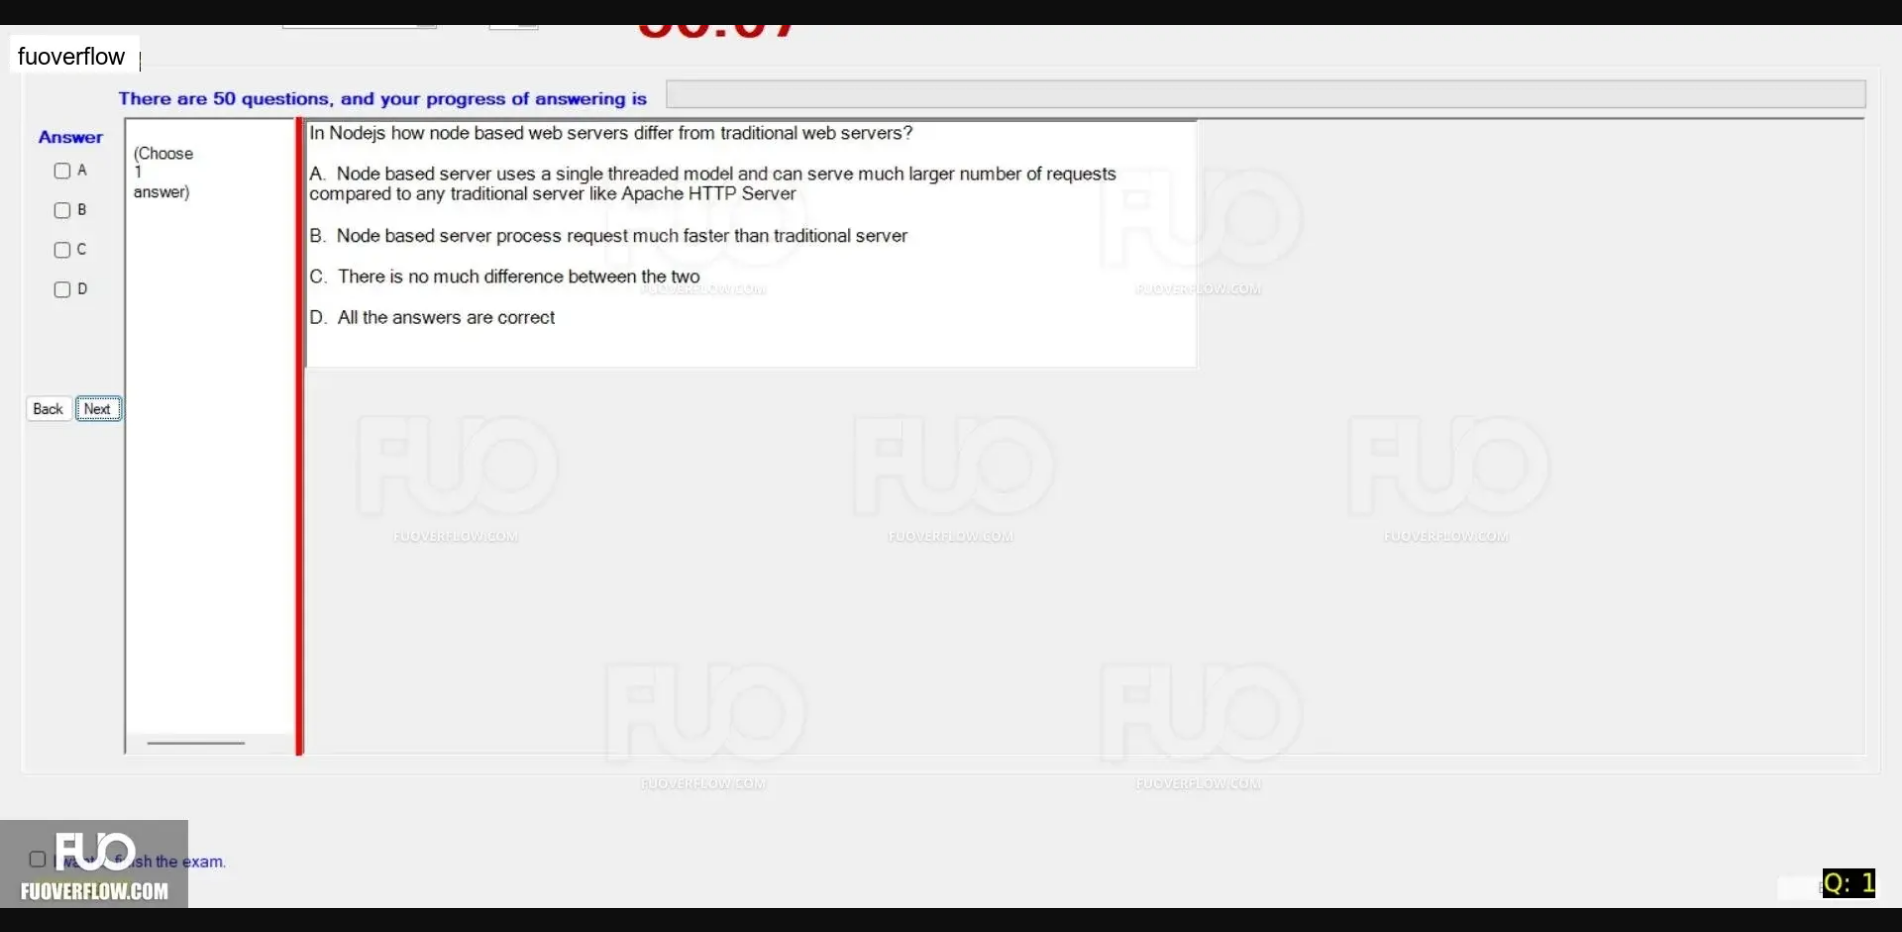 fuoverflow
There are 50 questions, and your progress of answering is
Answer
A
B
C
D
(Choose
1
answer)
In Nodejs how node based web servers differ from traditional web servers?
A. Node based server uses a single threaded model and can serve much larger number of requests
compared to any traditional server like Apache HTTP Server
B. Node based server process request much faster than traditional server
C. There is no much difference between the two
D. All the answers are correct
Back
Next
FUO
FUOVERFLOW.COM
FUOVERFLOW.COM
FUO
FUOVERFLOW.COM
FUO
FUOVERFLOW.COM
FUO
FUOVERFLOW.COM
FUO
FUOVERFLOW.COM
FUO
FUOVERFLOW.COM
FUO
FUOVERFLOW.COM
the exam.
FUO
FUOVERFLOW.COM
Q: 1